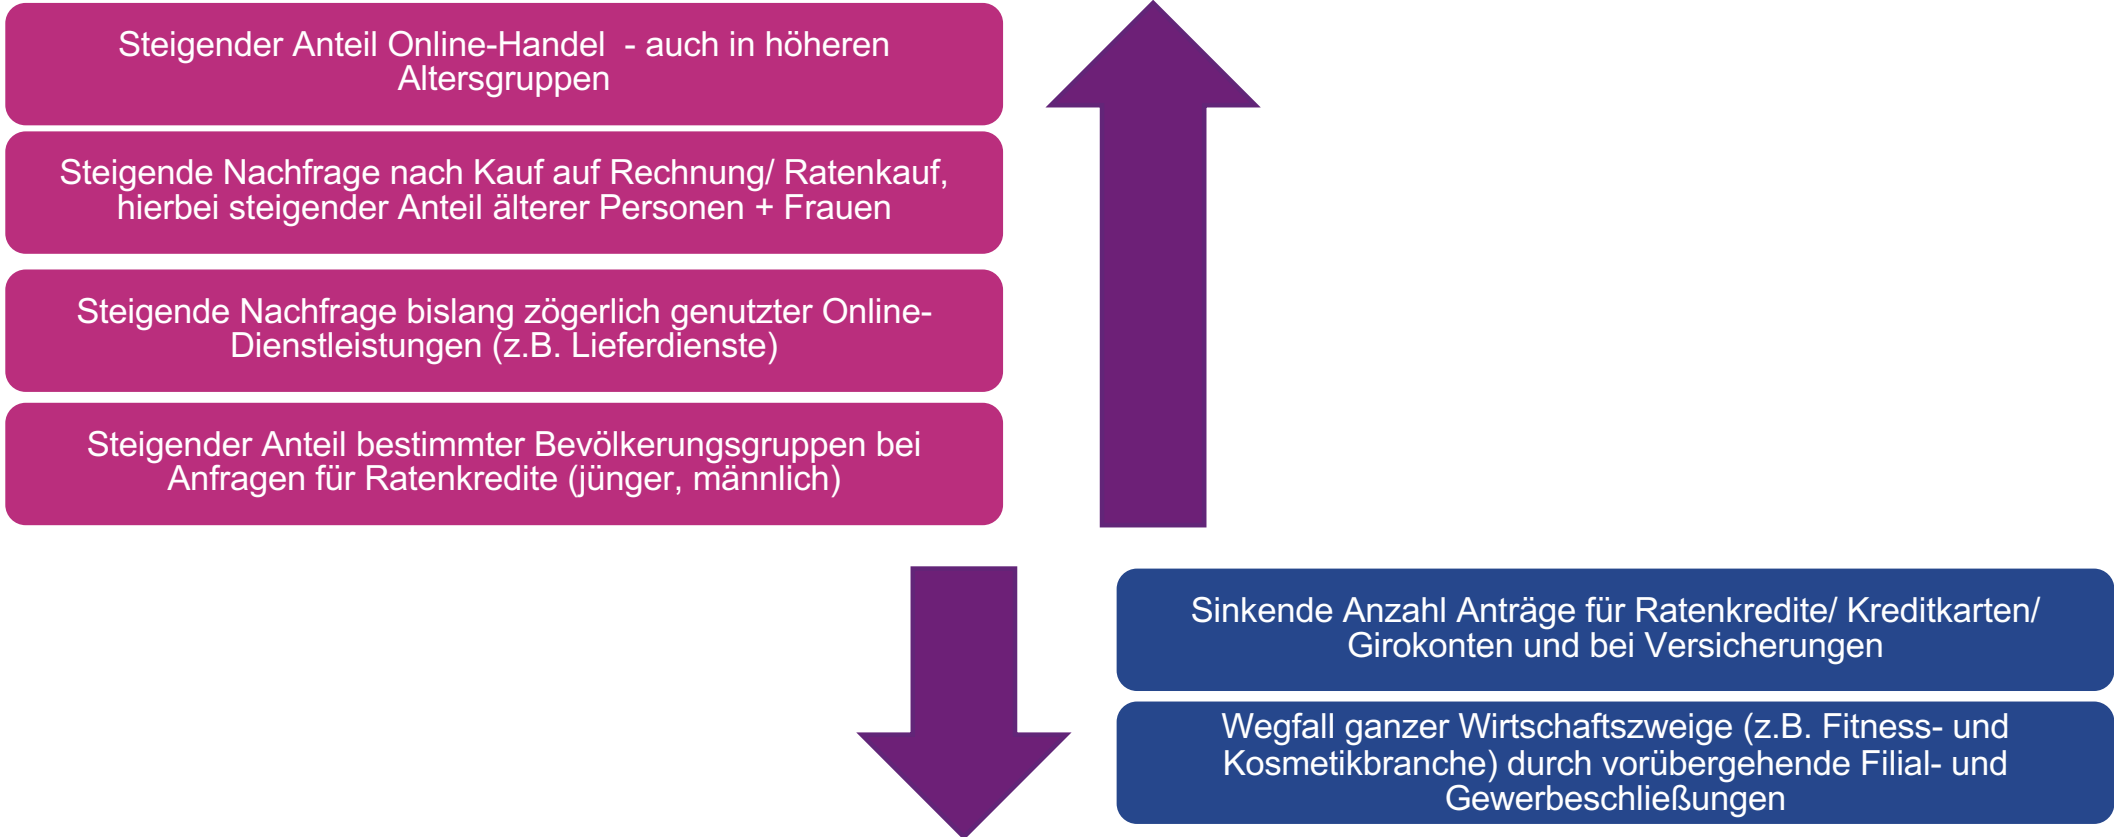 Steigender Anteil Online-Handel  - auch in höheren
Altersgruppen
Steigende Nachfrage nach Kauf auf Rechnung/ Ratenkauf,
hierbei steigender Anteil älterer Personen + Frauen
Steigende Nachfrage bislang zögerlich genutzter Online-
Dienstleistungen (z.B. Lieferdienste)
Steigender Anteil bestimmter Bevölkerungsgruppen bei
Anfragen für Ratenkredite (jünger, männlich)
Sinkende Anzahl Anträge für Ratenkredite/ Kreditkarten/
Girokonten und bei Versicherungen
Wegfall ganzer Wirtschaftszweige (z.B. Fitness- und
Kosmetikbranche) durch vorübergehende Filial- und
Gewerbeschließungen